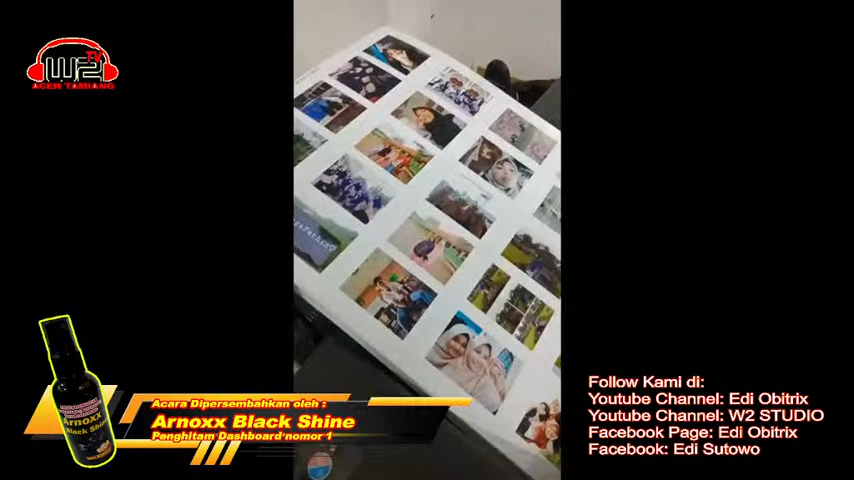 W2
TV
ACEH TAMIANG
Follow Kami di:
Youtube Channel: Edi Obitrix
Youtube Channel: W2 STUDIO
Facebook Page: Edi Obitrix
Facebook: Edi Sutowo
Acara Dipersembahkan oleh :
Arnoxx Black Shine
Penghitam Dashboard nomor 1
ArnoXX
Black Shine